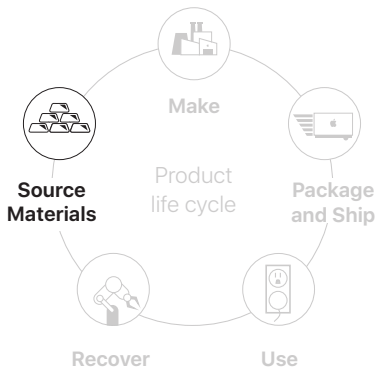 Make
Source
Materials
Product
life cycle
Package
and Ship
Recover
Use